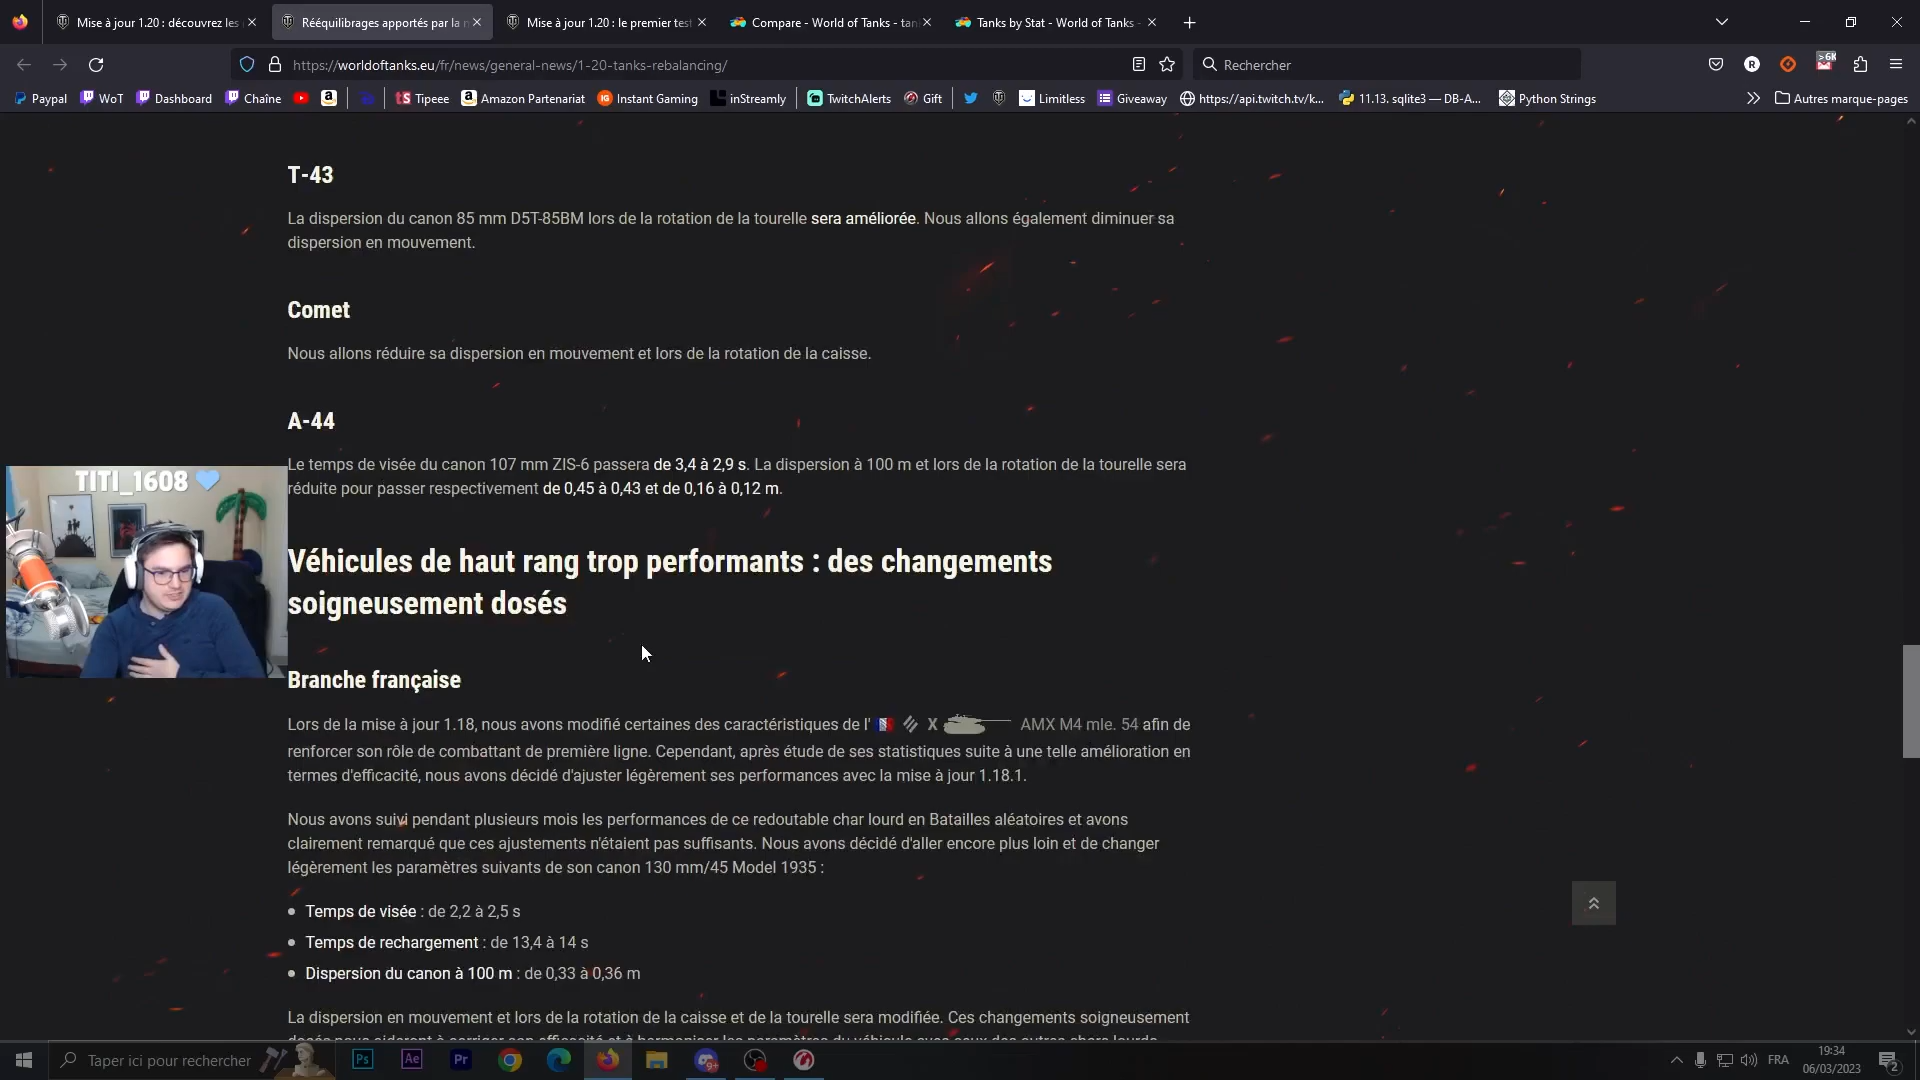 Mise à jour 1.20 : découvrez les
Rééquilibrages apportés par la
Mise à jour 1.20 : le premier test
Compare - World of Tanks - tan
Tanks by Stat - World of Tanks -
https://worldoftanks.eu/fr/news/general-news/1-20-tanks-rebalancing/
Rechercher
>6K
Paypal
WoT
Dashboard
Chaîne
Tipeee
Amazon Partenariat
Instant Gaming
inStreamly
TwitchAlerts
Gift
Limitless
Giveaway
https://api.twitch.tv/k...
11.13. sqlite3 — DB-A...
Python Strings
Autres marque-pages
T-43
La dispersion du canon 85 mm D5T-85BM lors de la rotation de la tourelle sera améliorée. Nous allons également diminuer sa
dispersion en mouvement.
Comet
Nous allons réduire sa dispersion en mouvement et lors de la rotation de la caisse.
A-44
Le temps de visée du canon 107 mm ZIS-6 passera de 3,4 à 2,9 s. La dispersion à 100 m et lors de la rotation de la tourelle sera
réduite pour passer respectivement de 0,45 à 0,43 et de 0,16 à 0,12 m.
TITI_1608
Véhicules de haut rang trop performants : des changements
soigneusement dosés
Branche française
Lors de la mise à jour 1.18, nous avons modifié certaines des caractéristiques de l' X AMX M4 mle. 54 afin de
renforcer son rôle de combattant de première ligne. Cependant, après étude de ses statistiques suite à une telle amélioration en
termes d'efficacité, nous avons décidé d'ajuster légèrement ses performances avec la mise à jour 1.18.1.
Nous avons suivi pendant plusieurs mois les performances de ce redoutable char lourd en Batailles aléatoires et avons
clairement remarqué que ces ajustements n'étaient pas suffisants. Nous avons décidé d'aller encore plus loin et de changer
légèrement les paramètres suivants de son canon 130 mm/45 Model 1935 :
Temps de visée : de 2,2 à 2,5 s
Temps de rechargement : de 13,4 à 14 s
Dispersion du canon à 100 m : de 0,33 à 0,36 m
La dispersion en mouvement et lors de la rotation de la caisse et de la tourelle sera modifiée. Ces changements soigneusement
Taper ici pour rechercher
Ps
Ae
Pr
9+
FRA
19:34
06/03/2023
2